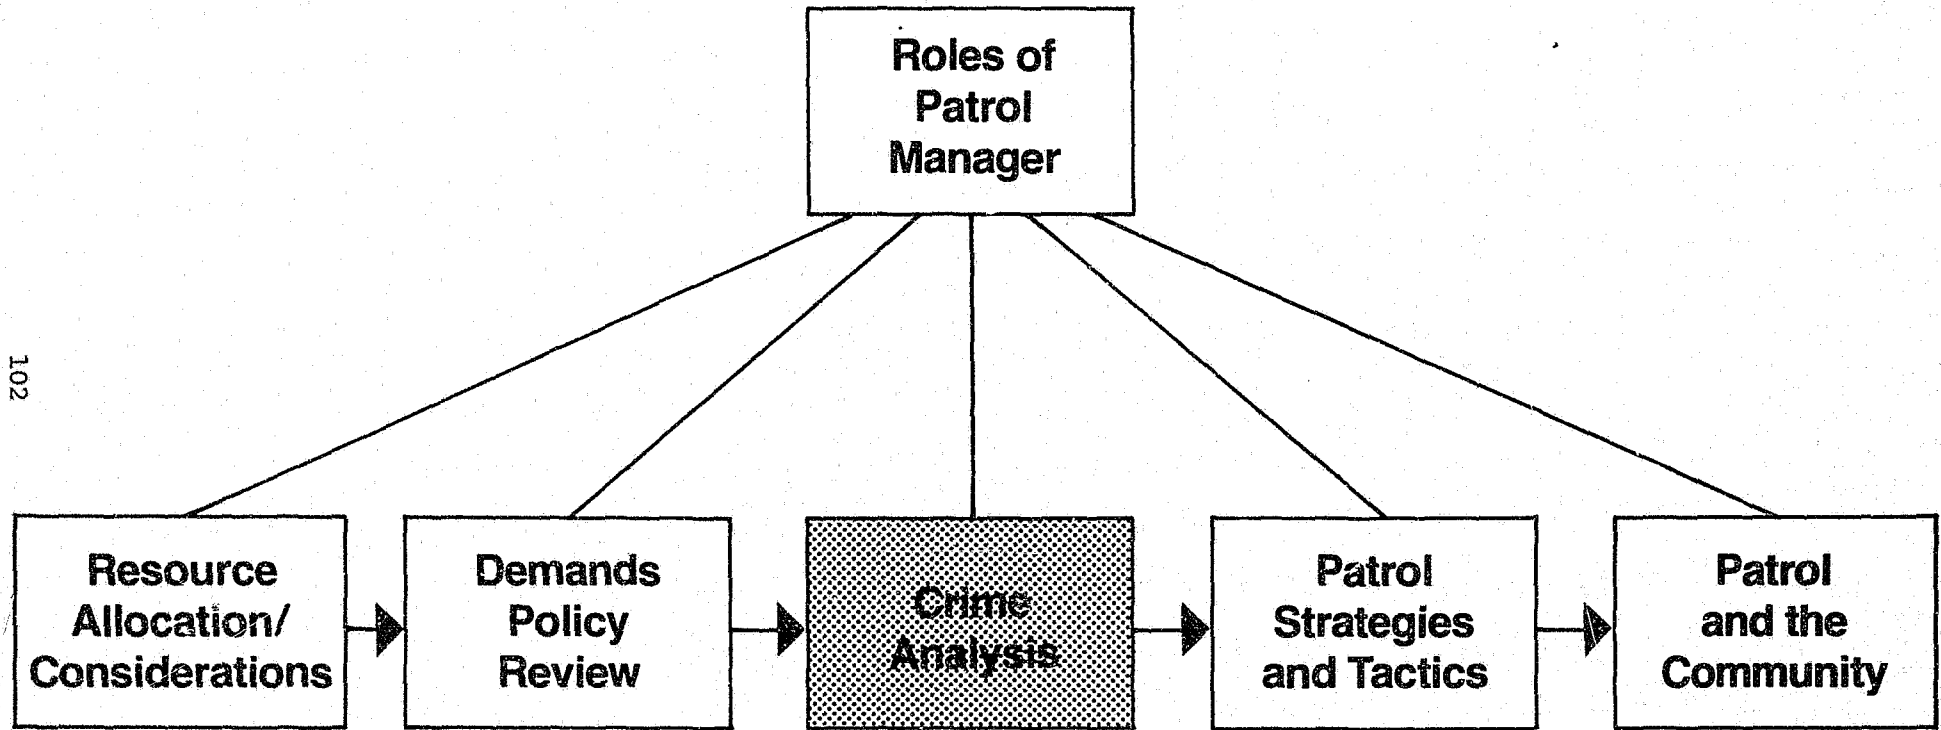 Roles of
Patrol
Manager
102
Resource
Allocation/
Considerations
Demands
Policy
Review
Crime
Analysis
Patrol
Strategies
and Tactics
Patrol
and the
Community